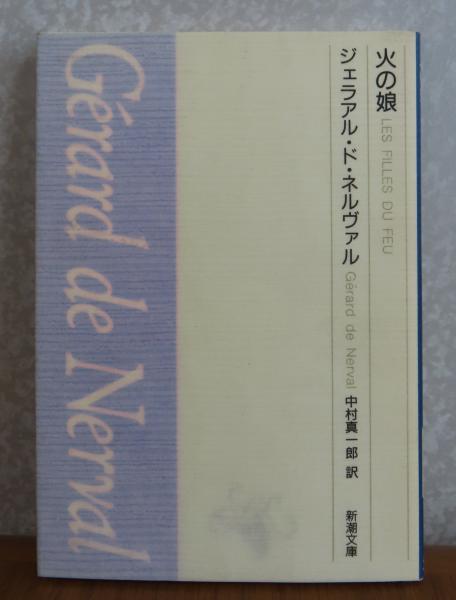 火の娘 LES FILLES DU FEU
ジェラアル・ド・ネルヴァル Gérard de Nerval 中村真一郎 訳
新潮文庫
Gérard de Nerval